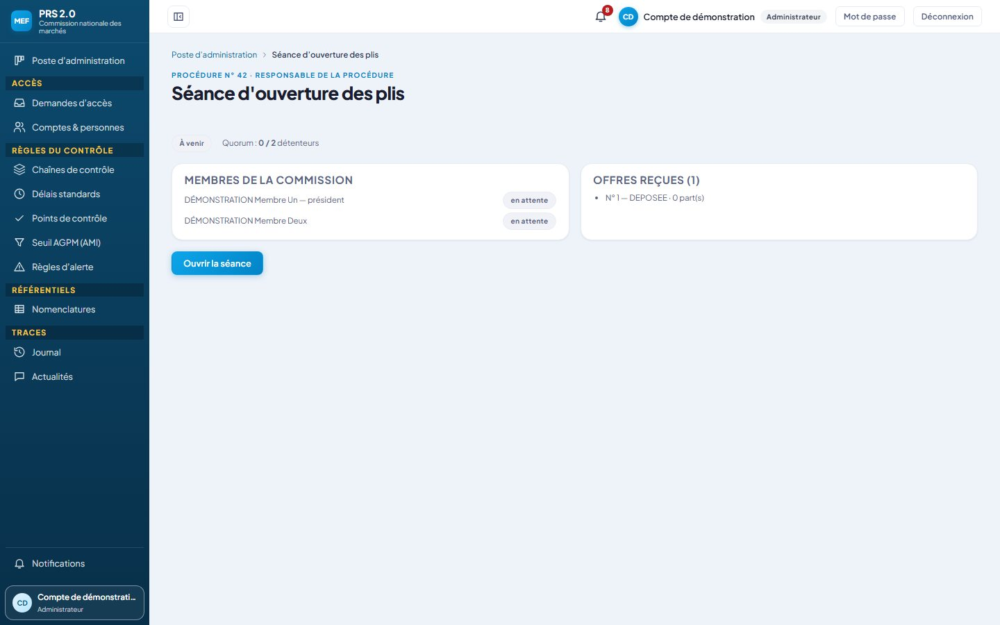 MEF
PRS 2.0
Commission nationale des
marchés
Poste d'administration
ACCÈS
Demandes d'accès
Comptes & personnes
RÈGLES DU CONTRÔLE
Chaînes de contrôle
Délais standards
Points de contrôle
Seuil AGPM (AMI)
Règles d'alerte
RÉFÉRENTIELS
Nomenclatures
TRACES
Journal
Actualités
Notifications
CD
Compte de démonstrati...
Administrateur
8
CD
Compte de démonstration
Administrateur
Mot de passe
Déconnexion
Poste d'administration > Séance d'ouverture des plis
PROCÉDURE N° 42 · RESPONSABLE DE LA PROCÉDURE
Séance d'ouverture des plis
À venir
Quorum : 0 / 2 détenteurs
MEMBRES DE LA COMMISSION
DÉMONSTRATION Membre Un — président
en attente
DÉMONSTRATION Membre Deux
en attente
OFFRES REÇUES (1)
• N° 1 — DEPOSEE · 0 part(s)
Ouvrir la séance